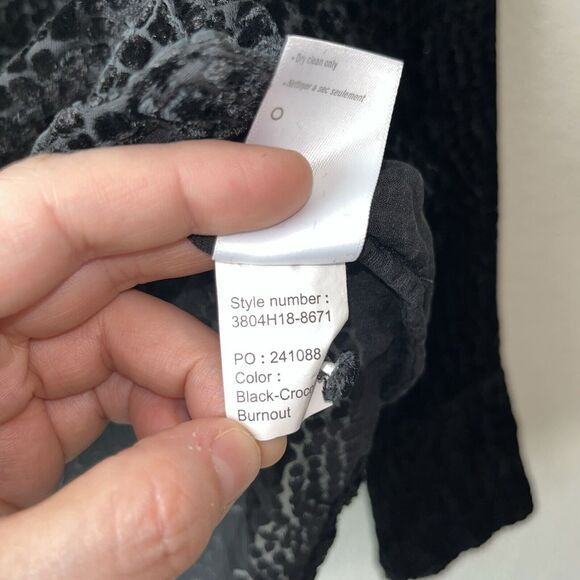 • Dry clean only
• Nettoyer a sec seulement
Style number :
3804H18-8671
PO : 241088
Color :
Black-Croc
Burnout